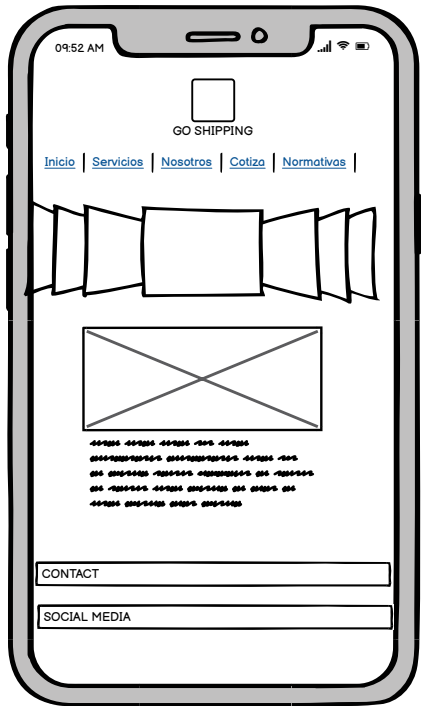 09:52 AM
GO SHIPPING
Inicio | Servicios | Nosotros | Cotiza | Normativas |
CONTACT
SOCIAL MEDIA